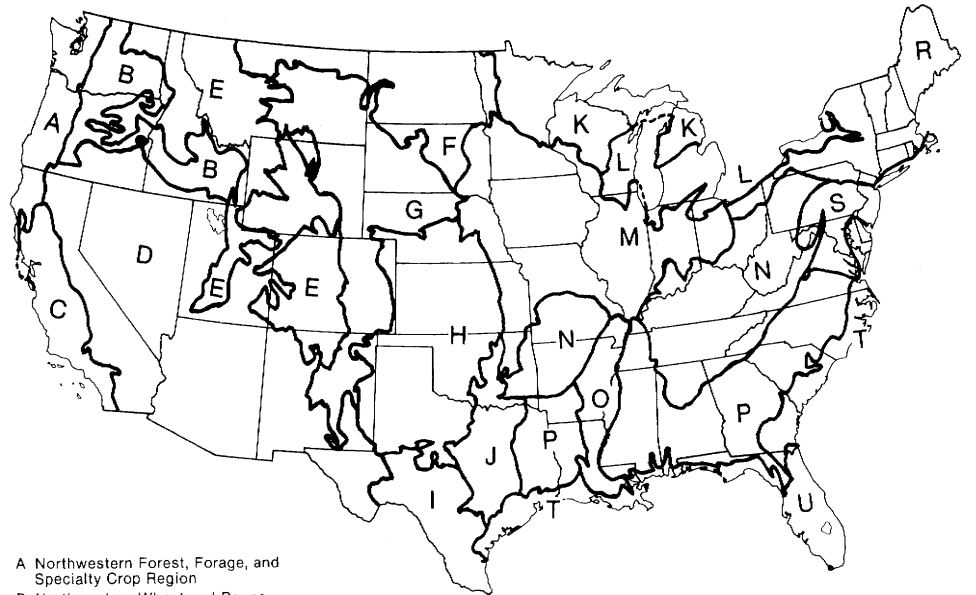 R
B
E
K
K
A
F
L
L
B
G
S
M
D
E
E
N
C
H
N
T
O
P
P
J
I
U
T
A Northwestern Forest, Forage, and
Specialty Crop Region